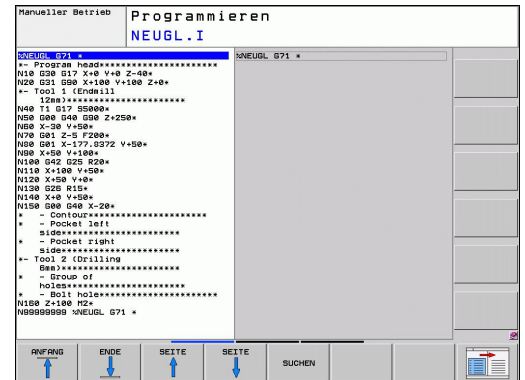 Manueller Betrieb
Programmieren
NEUGL.I
%NEUGL G71 *
*- Program head**********************
N10 G30 G17 X+0 Y+0 Z-40*
N20 G31 G90 X+100 Y+100 Z+0*
*- Tool 1 (Endmill
12mm)**********************
N40 T1 G17 S5000*
N50 G00 G40 G90 Z+250*
N60 X-30 Y+50*
N70 G01 Z-5 F200*
N80 G01 X-177.8372 Y+50*
N90 X+50 Y+100*
N100 G42 G25 R20*
N110 X+100 Y+50*
N120 X+50 Y+0*
N130 G26 R15*
N140 X+0 Y+50*
N150 G00 G40 X-20*
* - Contour**********************
* - Pocket left
side**********************
* - Pocket right
side**********************
*- Tool 2 (Drilling
6mm)**********************
* - Group of
holes**********************
* - Bolt hole**********************
N160 Z+100 M2*
N99999999 %NEUGL G71 *
%NEUGL G71 *
ANFANG
ENDE
SEITE
SEITE
SUCHEN